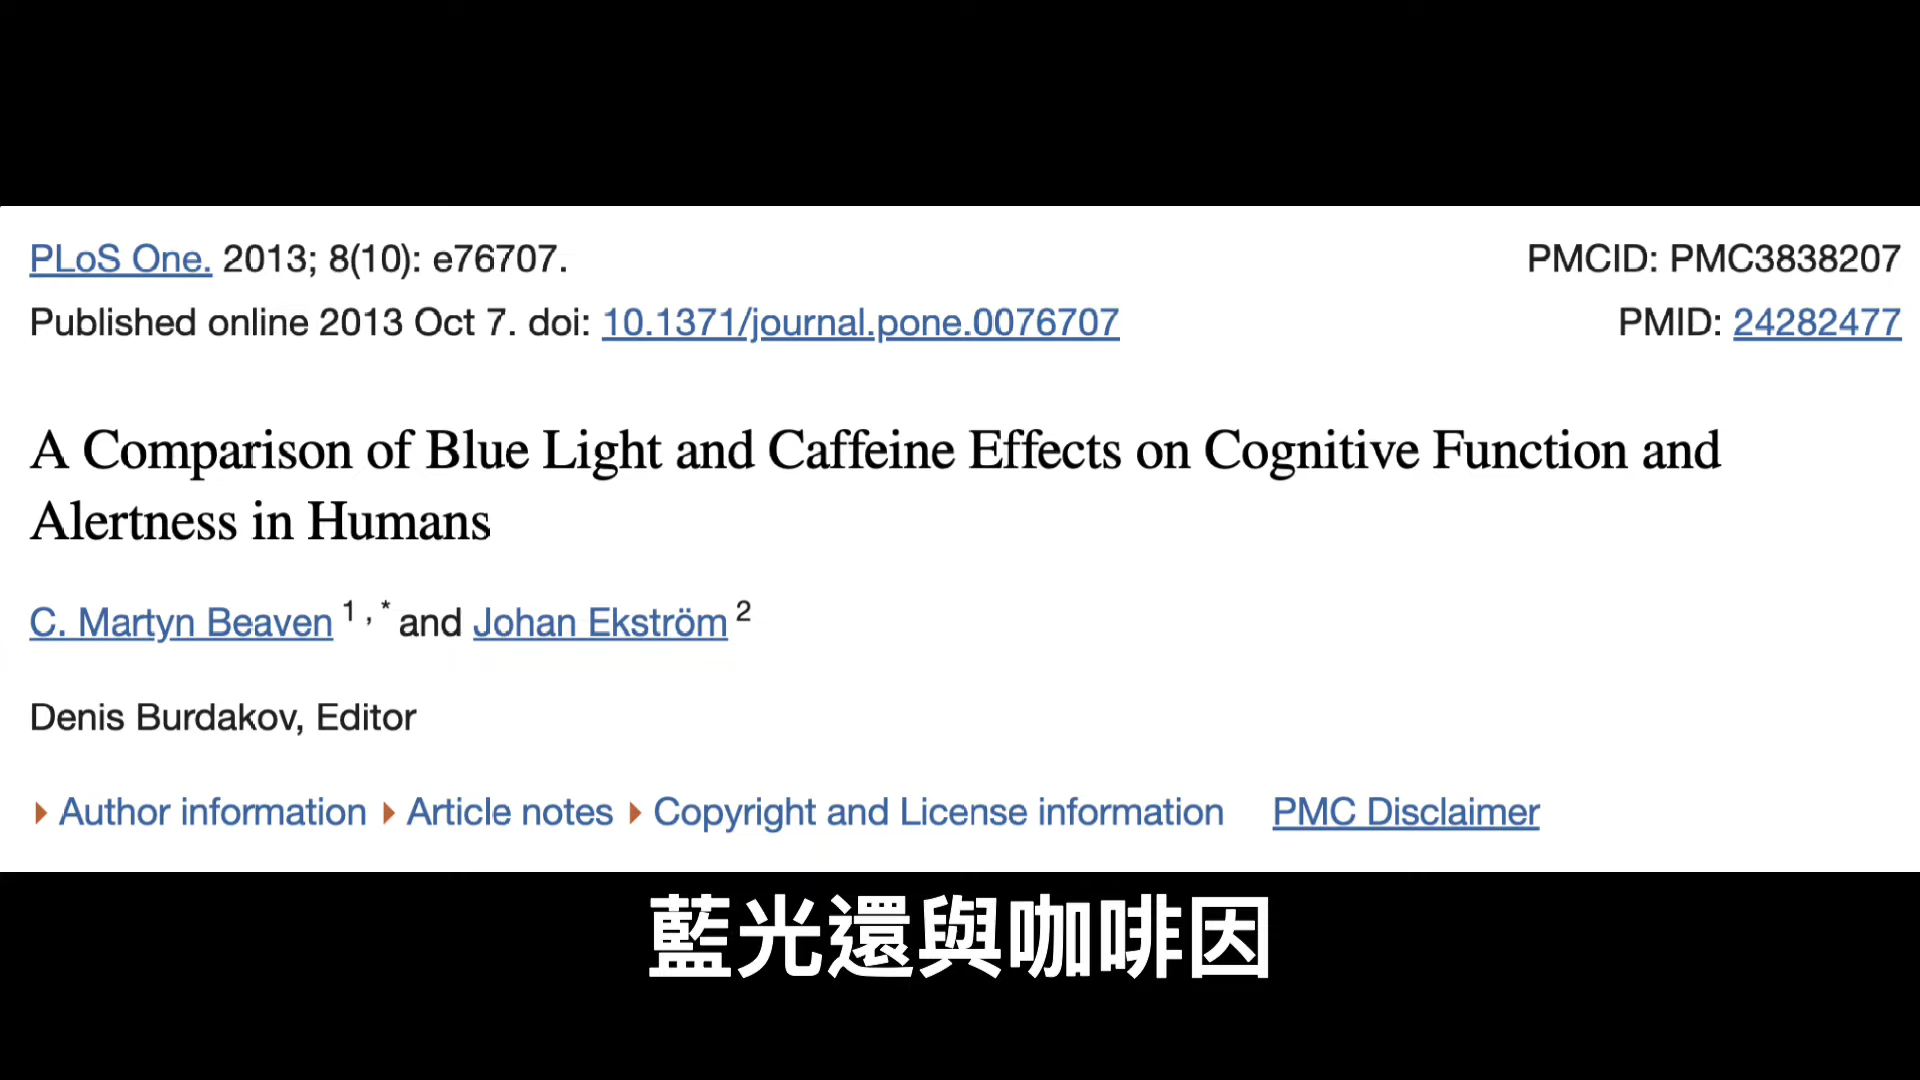 PLoS One. 2013; 8(10): e76707.
PMCID: PMC3838207
Published online 2013 Oct 7. doi: 10.1371/journal.pone.0076707
PMID: 24282477
A Comparison of Blue Light and Caffeine Effects on Cognitive Function and
Alertness in Humans
C. Martyn Beaven 1 , * and Johan Ekström 2
Denis Burdakov, Editor
Author information Article notes Copyright and License information PMC Disclaimer
藍光還與咖啡因